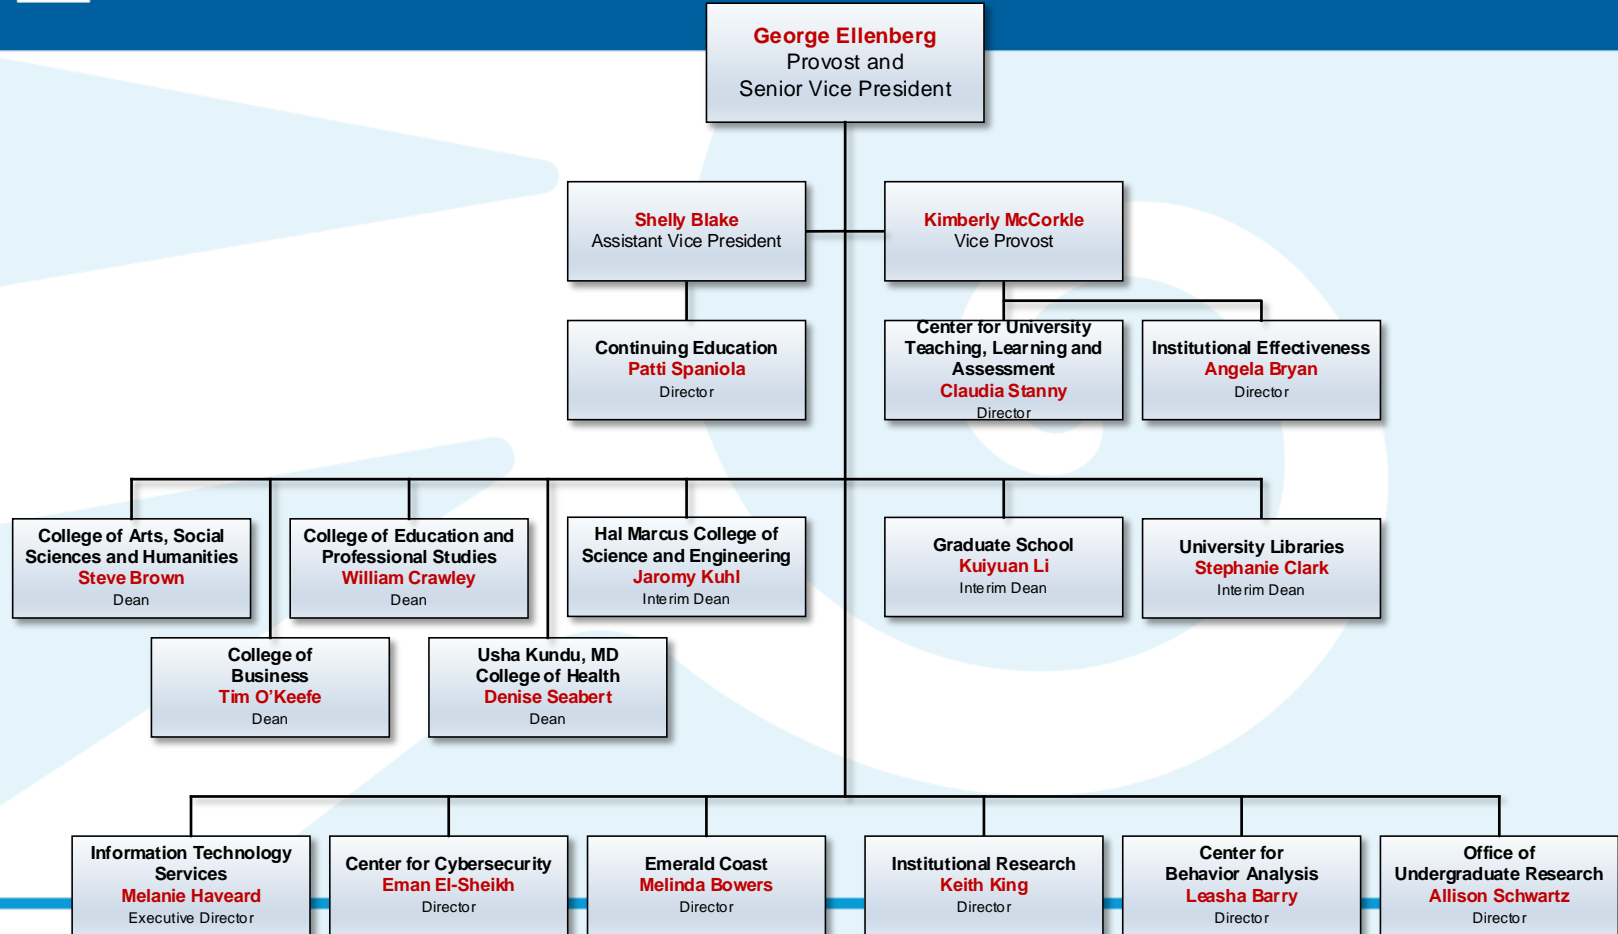 George Ellenberg
Provost and
Senior Vice President
Shelly Blake
Assistant Vice President
Kimberly McCorkle
Vice Provost
Continuing Education
Patti Spaniola
Director
Center for University
Teaching, Learning and
Assessment
Claudia Stanny
Director
Institutional Effectiveness
Angela Bryan
Director
College of Arts, Social
Sciences and Humanities
Steve Brown
Dean
College of Education and
Professional Studies
William Crawley
Dean
Hal Marcus College of
Science and Engineering
Jaromy Kuhl
Interim Dean
Graduate School
Kuiyuan Li
Interim Dean
University Libraries
Stephanie Clark
Interim Dean
College of
Business
Tim O’Keefe
Dean
Usha Kundu, MD
College of Health
Denise Seabert
Dean
Information Technology
Services
Melanie Haveard
Executive Director
Center for Cybersecurity
Eman El-Sheikh
Director
Emerald Coast
Melinda Bowers
Director
Institutional Research
Keith King
Director
Center for
Behavior Analysis
Leasha Barry
Director
Office of
Undergraduate Research
Allison Schwartz
Director